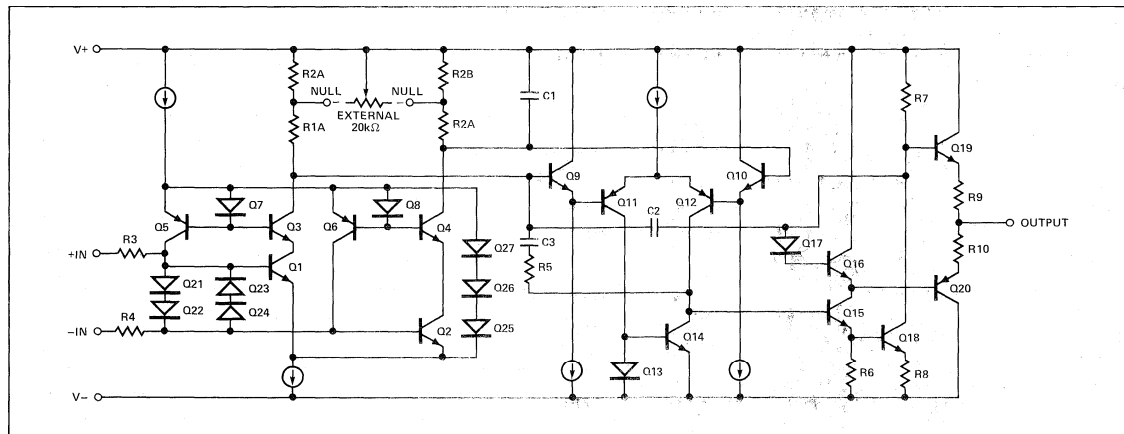 V+
R2A
R2B
NULL
NULL
EXTERNAL
20kΩ
R1A
R2A
C1
R7
Q19
Q9
Q10
Q7
Q8
Q11
Q12
R9
Q5
Q3
Q6
Q4
C2
OUTPUT
Q27
C3
Q17
Q16
R10
+IN
R3
Q1
R5
Q21
Q23
Q26
Q20
Q22
Q24
Q15
-IN
R4
Q2
Q25
Q14
Q18
Q13
R6
R8
V-